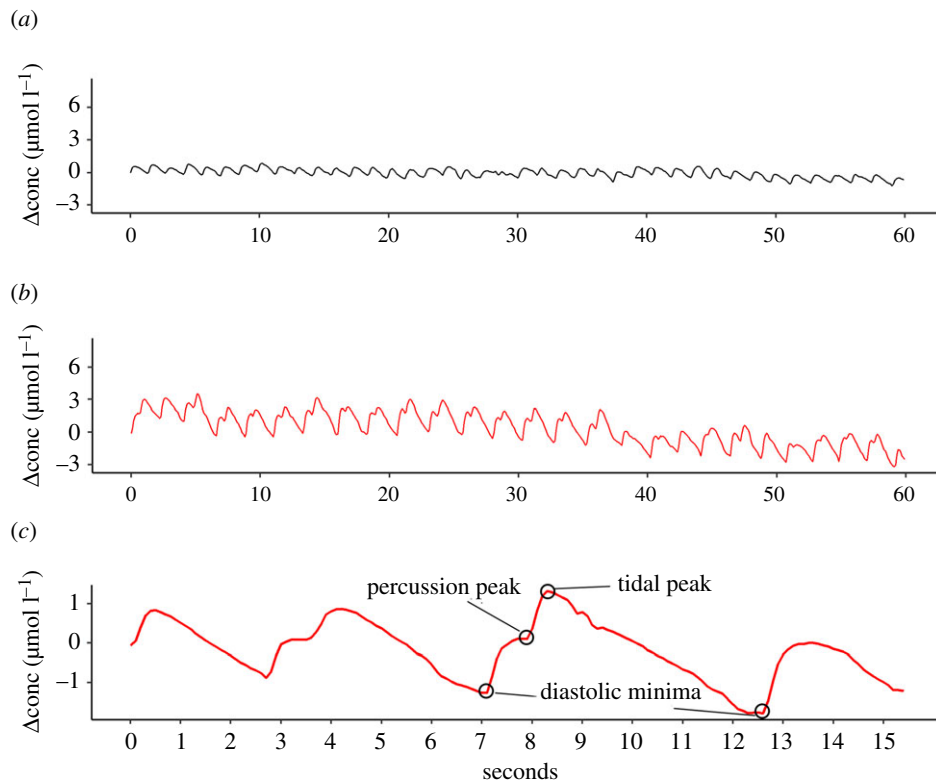 (a)
Δconc (µmol l⁻¹)
6
3
0
−3
0 10 20 30 40 50 60
(b)
Δconc (µmol l⁻¹)
6
3
0
−3
0 10 20 30 40 50 60
(c)
Δconc (µmol l⁻¹)
1
0
−1
percussion peak
tidal peak
diastolic minima
0 1 2 3 4 5 6 7 8 9 10 11 12 13 14 15
seconds